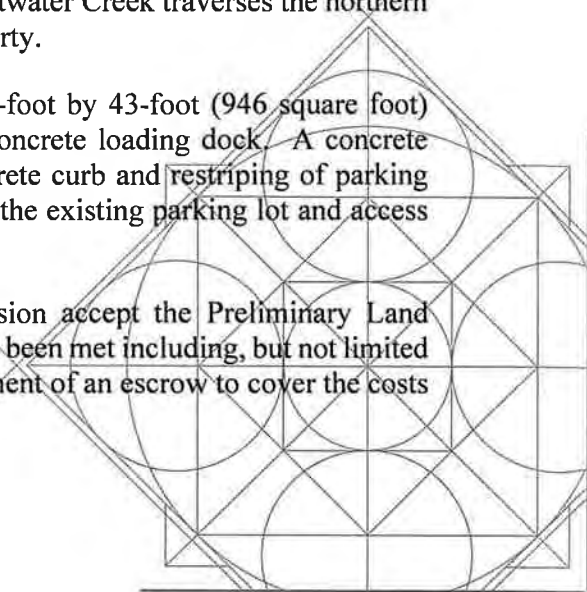 twater Creek traverses the northern
rty.
-foot by 43-foot (946 square foot)
oncrete loading dock. A concrete
rete curb and restriping of parking
the existing parking lot and access
sion accept the Preliminary Land
been met including, but not limited
nent of an escrow to cover the costs